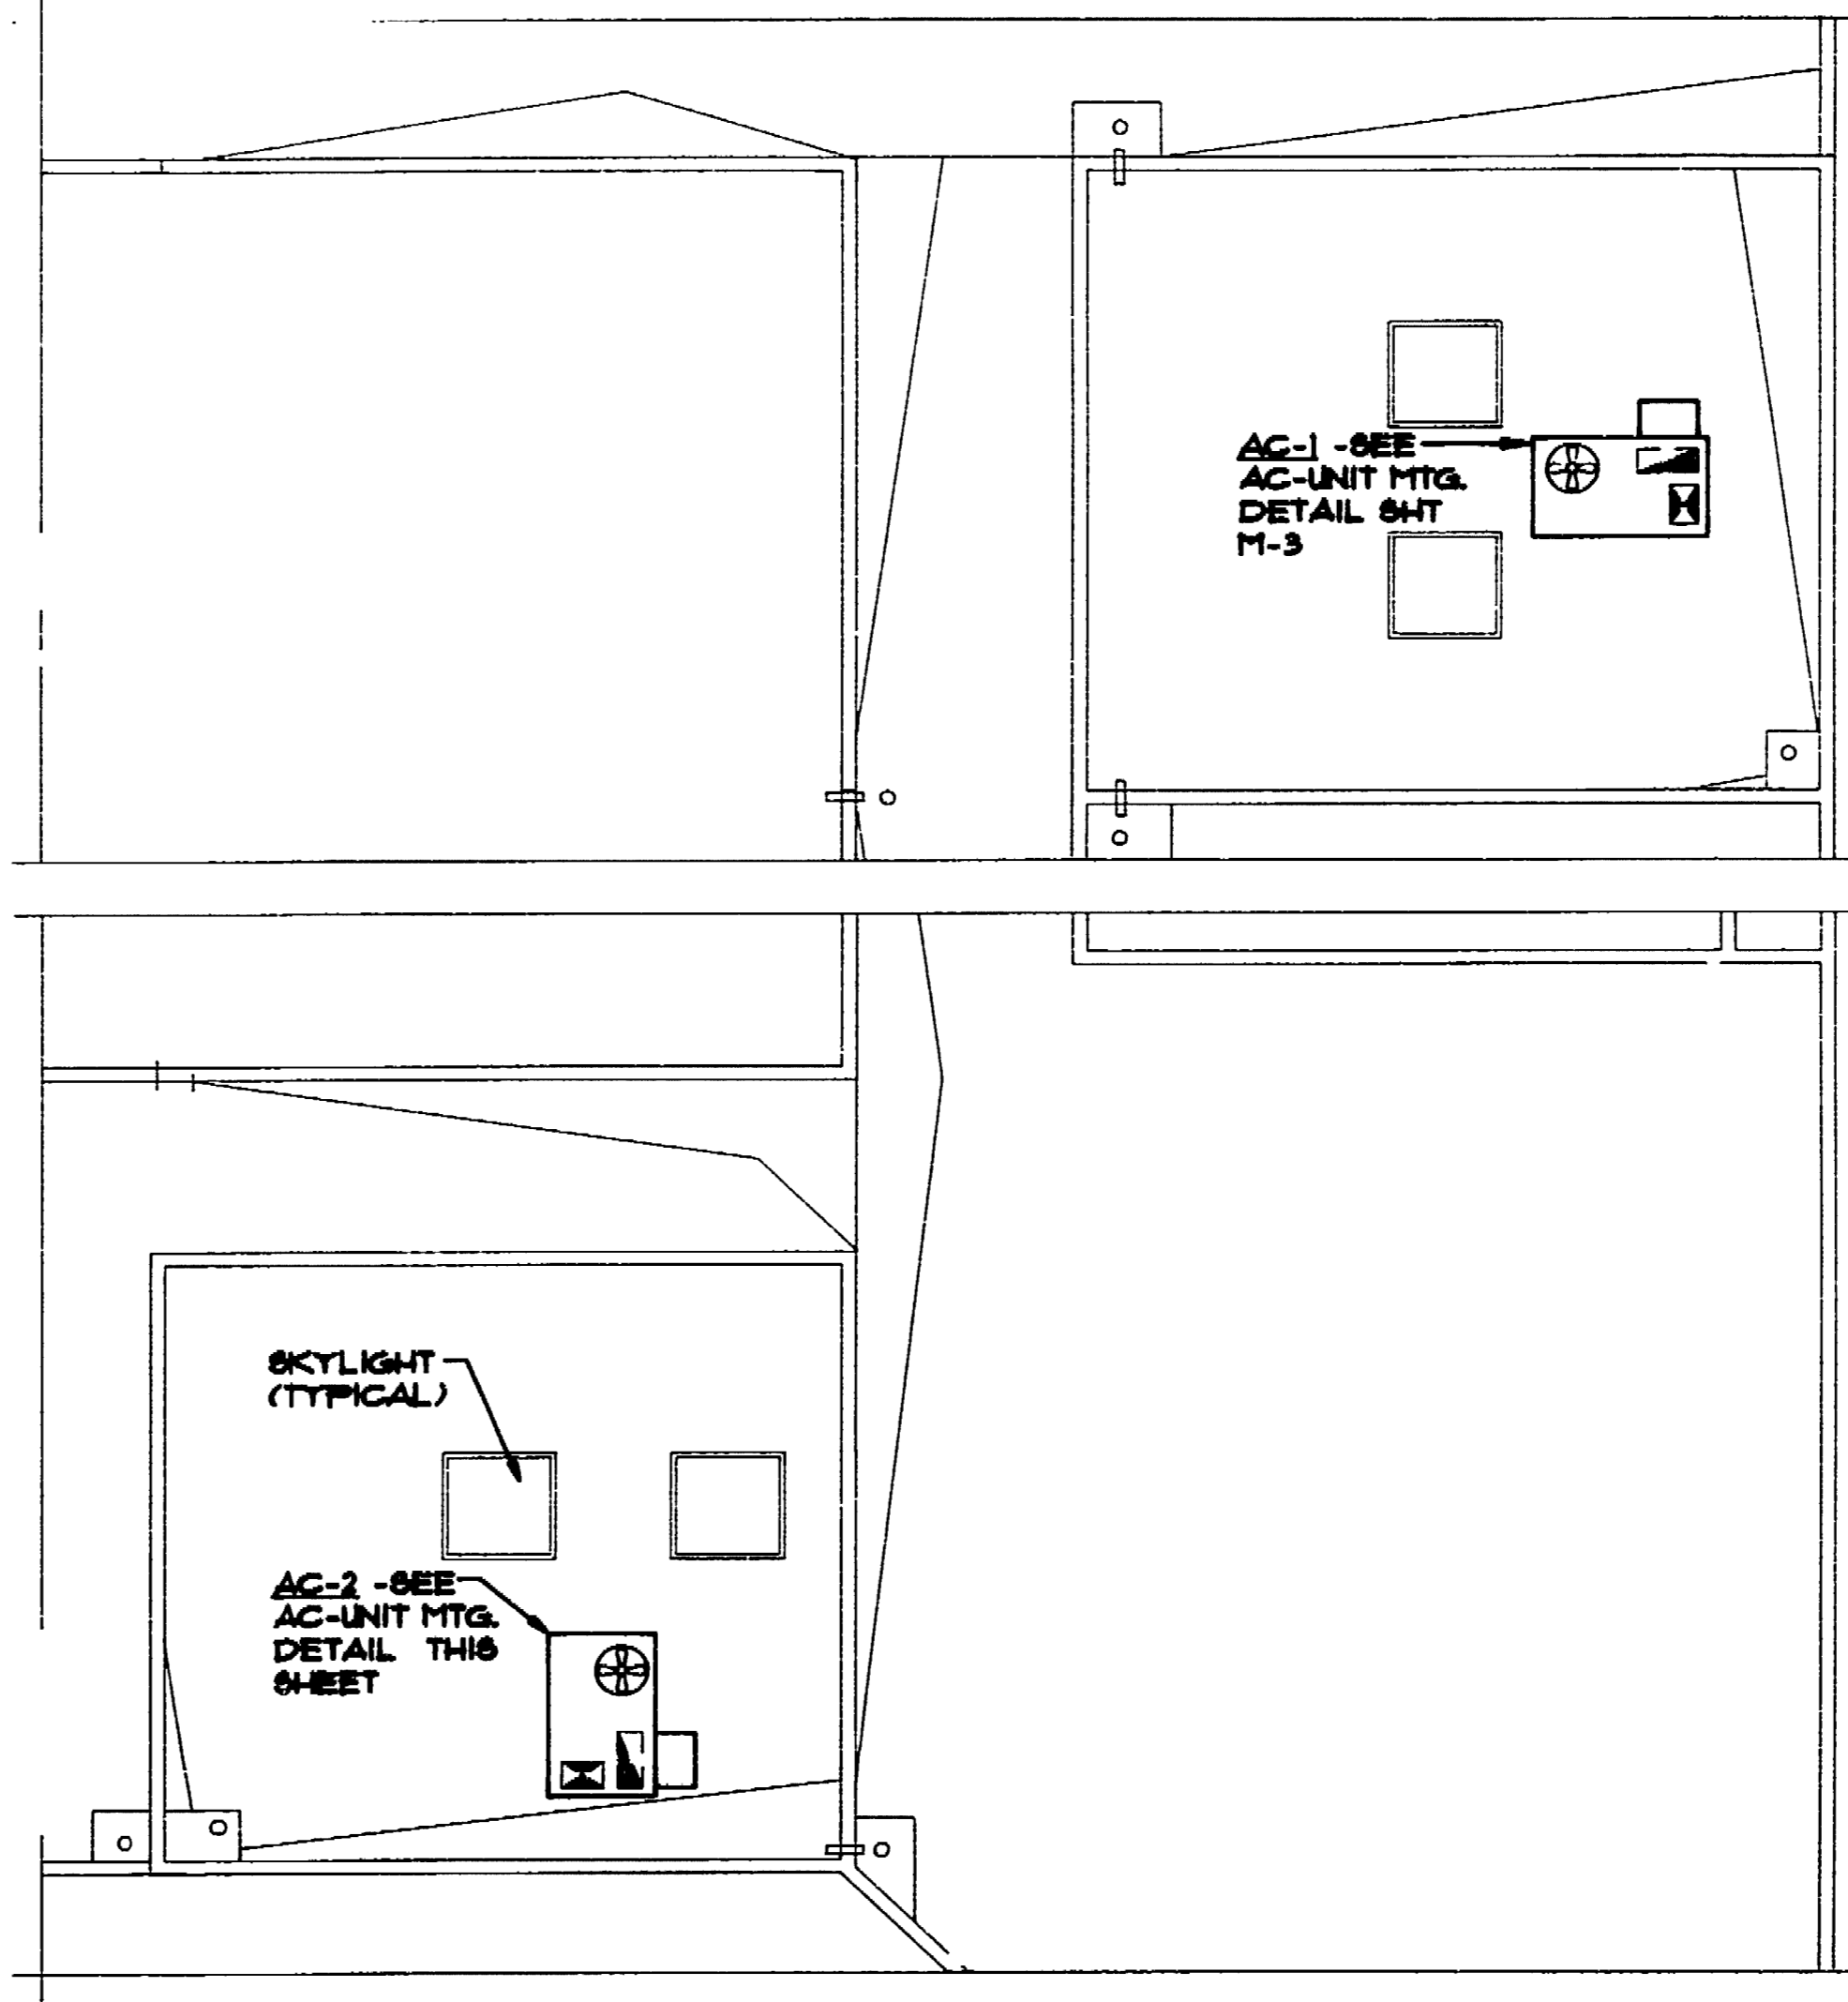 AC-1 -SEE
AC-UNIT MTG.
DETAIL SHT
M-3
SKYLIGHT
(TYPICAL)
AC-2 -SEE
AC-UNIT MTG.
DETAIL THIS
SHEET